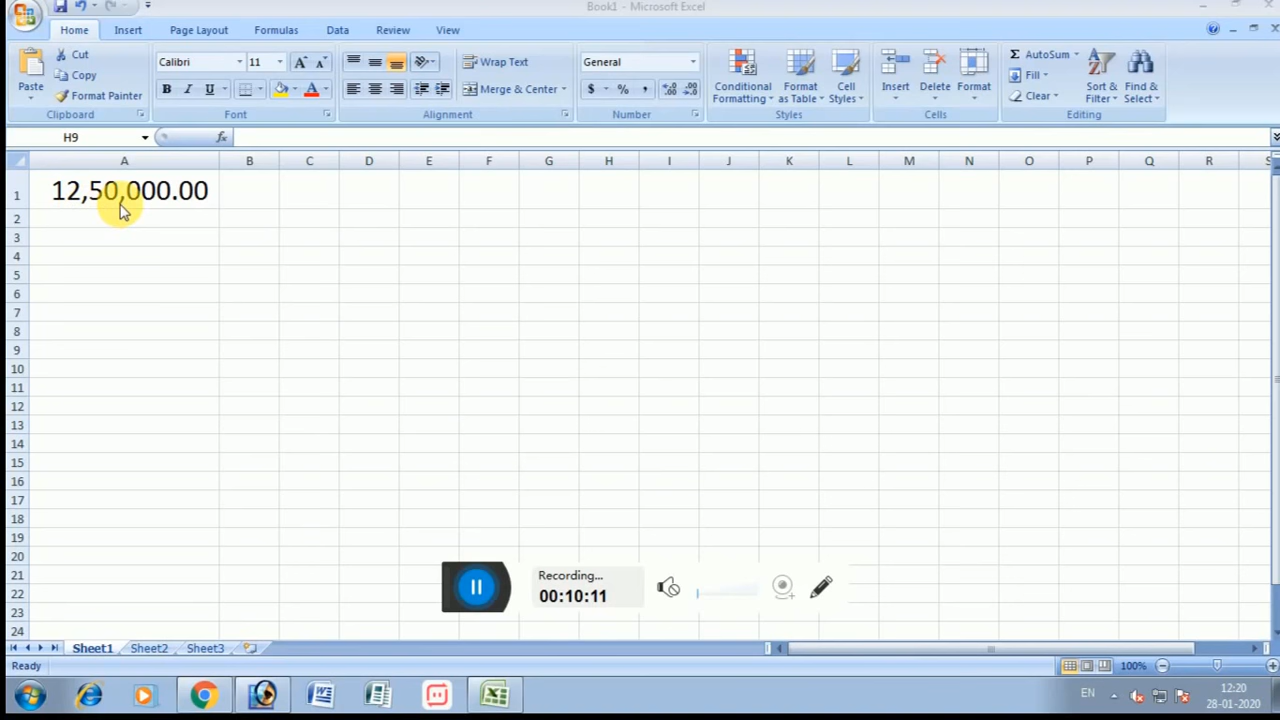 Book1 - Microsoft Excel
Home Insert Page Layout Formulas Data Review View
Paste
Cut
Copy
Format Painter
Clipboard
Calibri 11 A A
B I U A
Font
Wrap Text
Merge & Center
Alignment
General
$ % , .0 .00 .00 .0
Number
Conditional Formatting
Format as Table
Cell Styles
Styles
Insert Delete Format
Cells
Σ AutoSum
Fill
Clear
Sort & Filter
Find & Select
Editing
H9 fx
A B C D E F G H I J K L M N O P Q R S
1 12,50,000.00
2
3
4
5
6
7
8
9
10
11
12
13
14
15
16
17
18
19
20
21
22
23
24
Recording...
00:10:11
Sheet1 Sheet2 Sheet3
Ready 100%
EN 12:20
28-01-2020